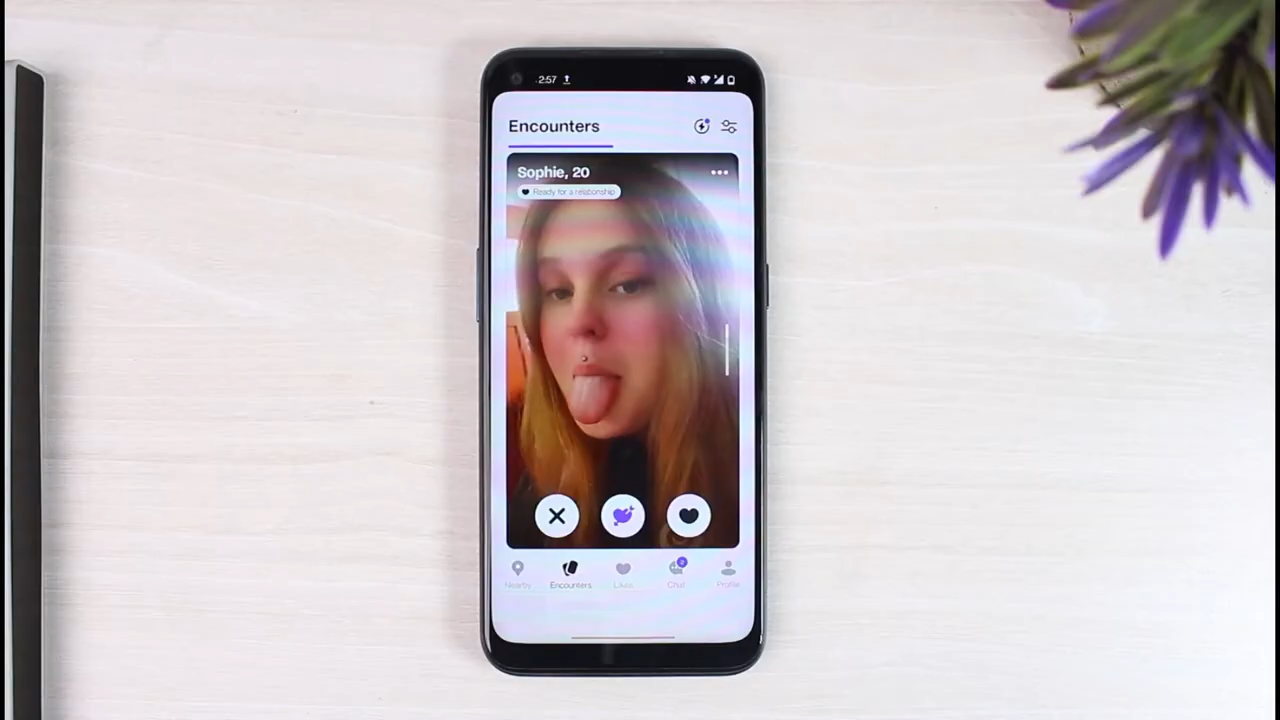 2:57
Encounters
Sophie, 20
Ready for a relationship
Nearby
Encounters
Likes
Chat
Profile